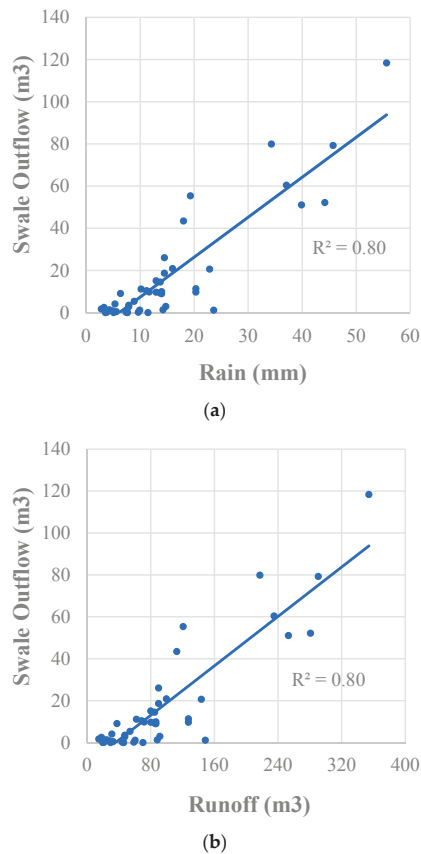 140
120
100
80
60
40
20
0
Swale Outflow (m3)
R² = 0.80
0 10 20 30 40 50 60
Rain (mm)
(a)
140
120
100
80
60
40
20
0
Swale Outflow (m3)
R² = 0.80
0 80 160 240 320 400
Runoff (m3)
(b)